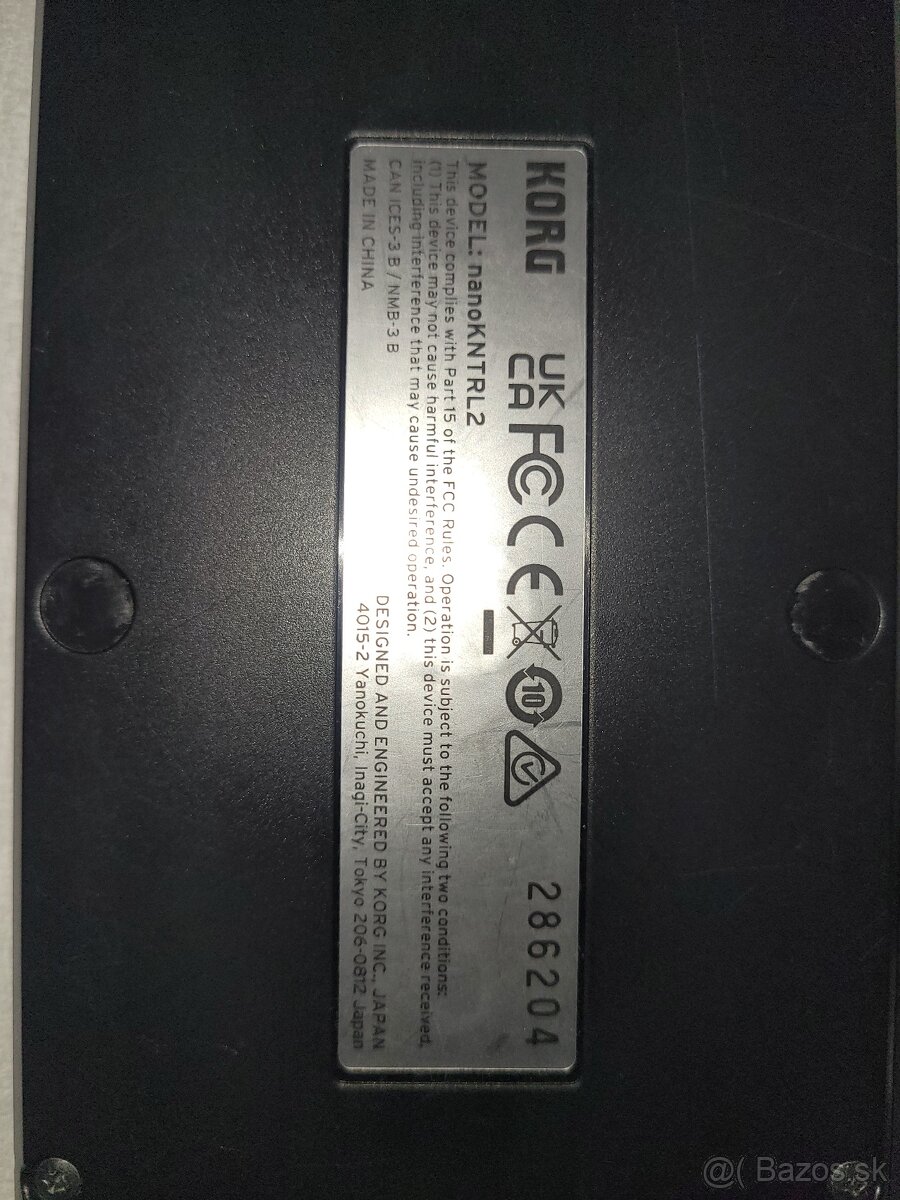 KORG
UK
CA
FC
CE
10
286204
MODEL: nanoKNTRL2
This device complies with Part 15 of the FCC Rules. Operation is subject to the following two conditions:
(1) This device may not cause harmful interference, and (2) this device must accept any interference received,
including interference that may cause undesired operation.
CAN ICES-3 B / NMB-3 B
MADE IN CHINA
DESIGNED AND ENGINEERED BY KORG INC., JAPAN
4015-2 Yanokuchi, Inagi-City, Tokyo 206-0812 Japan
@( Bazos.sk